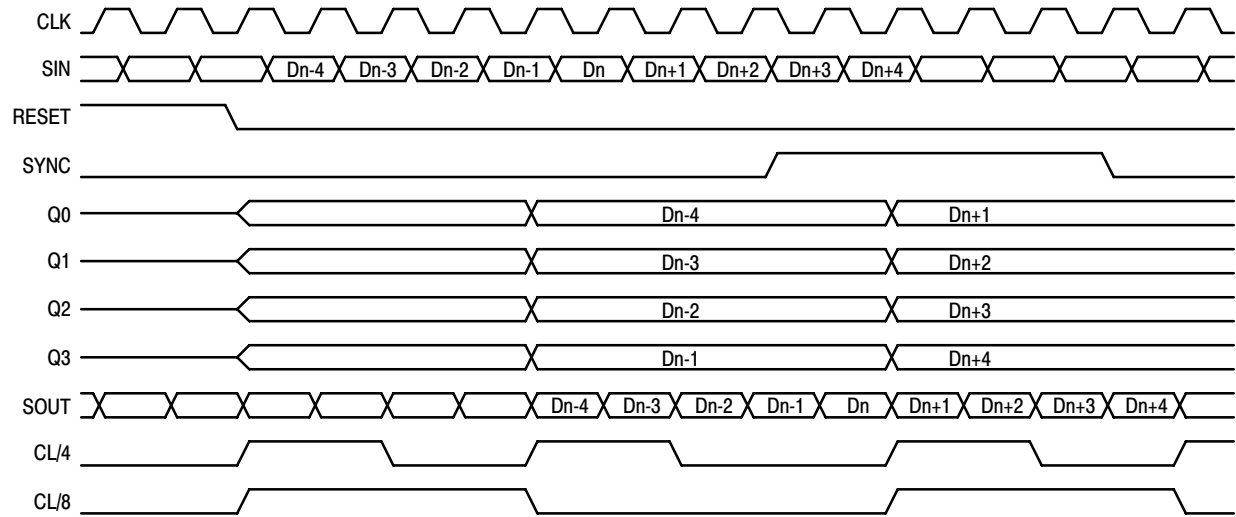 CLK
SIN Dn-4 Dn-3 Dn-2 Dn-1 Dn Dn+1 Dn+2 Dn+3 Dn+4
RESET
SYNC
Q0 Dn-4 Dn+1
Q1 Dn-3 Dn+2
Q2 Dn-2 Dn+3
Q3 Dn-1 Dn+4
SOUT Dn-4 Dn-3 Dn-2 Dn-1 Dn Dn+1 Dn+2 Dn+3 Dn+4
CL/4
CL/8